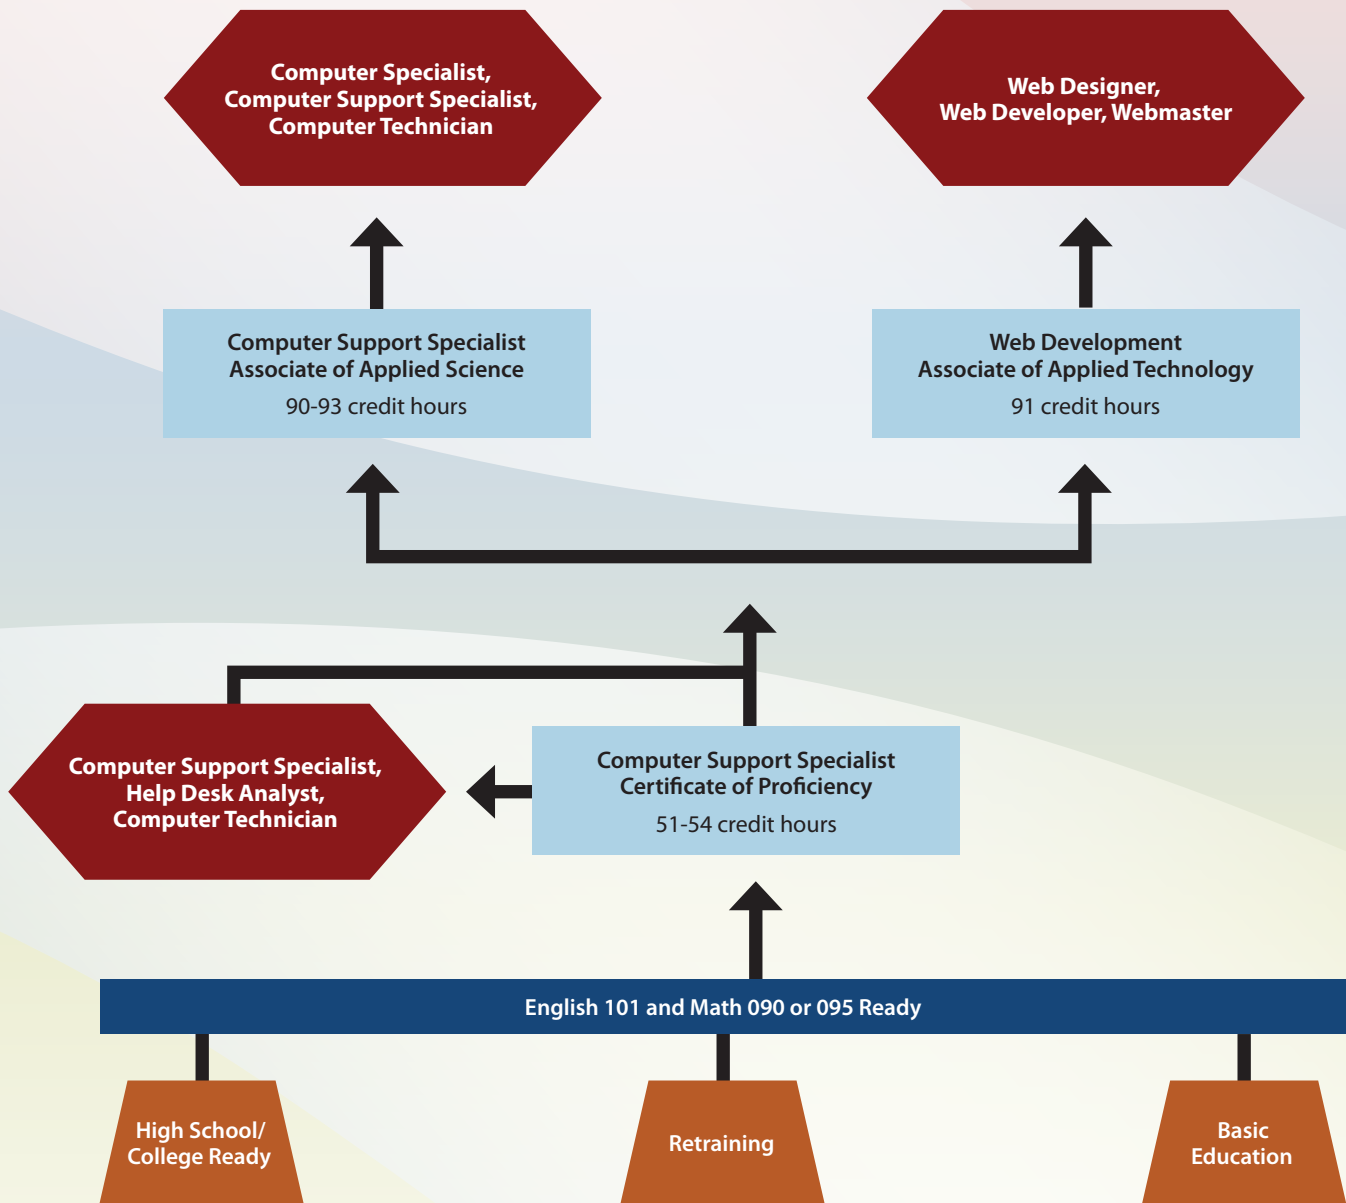 Computer Specialist,
Computer Support Specialist,
Computer Technician
Web Designer,
Web Developer, Webmaster
Computer Support Specialist
Associate of Applied Science
90-93 credit hours
Web Development
Associate of Applied Technology
91 credit hours
Computer Support Specialist,
Help Desk Analyst,
Computer Technician
Computer Support Specialist
Certificate of Proficiency
51-54 credit hours
English 101 and Math 090 or 095 Ready
High School/
College Ready
Retraining
Basic
Education